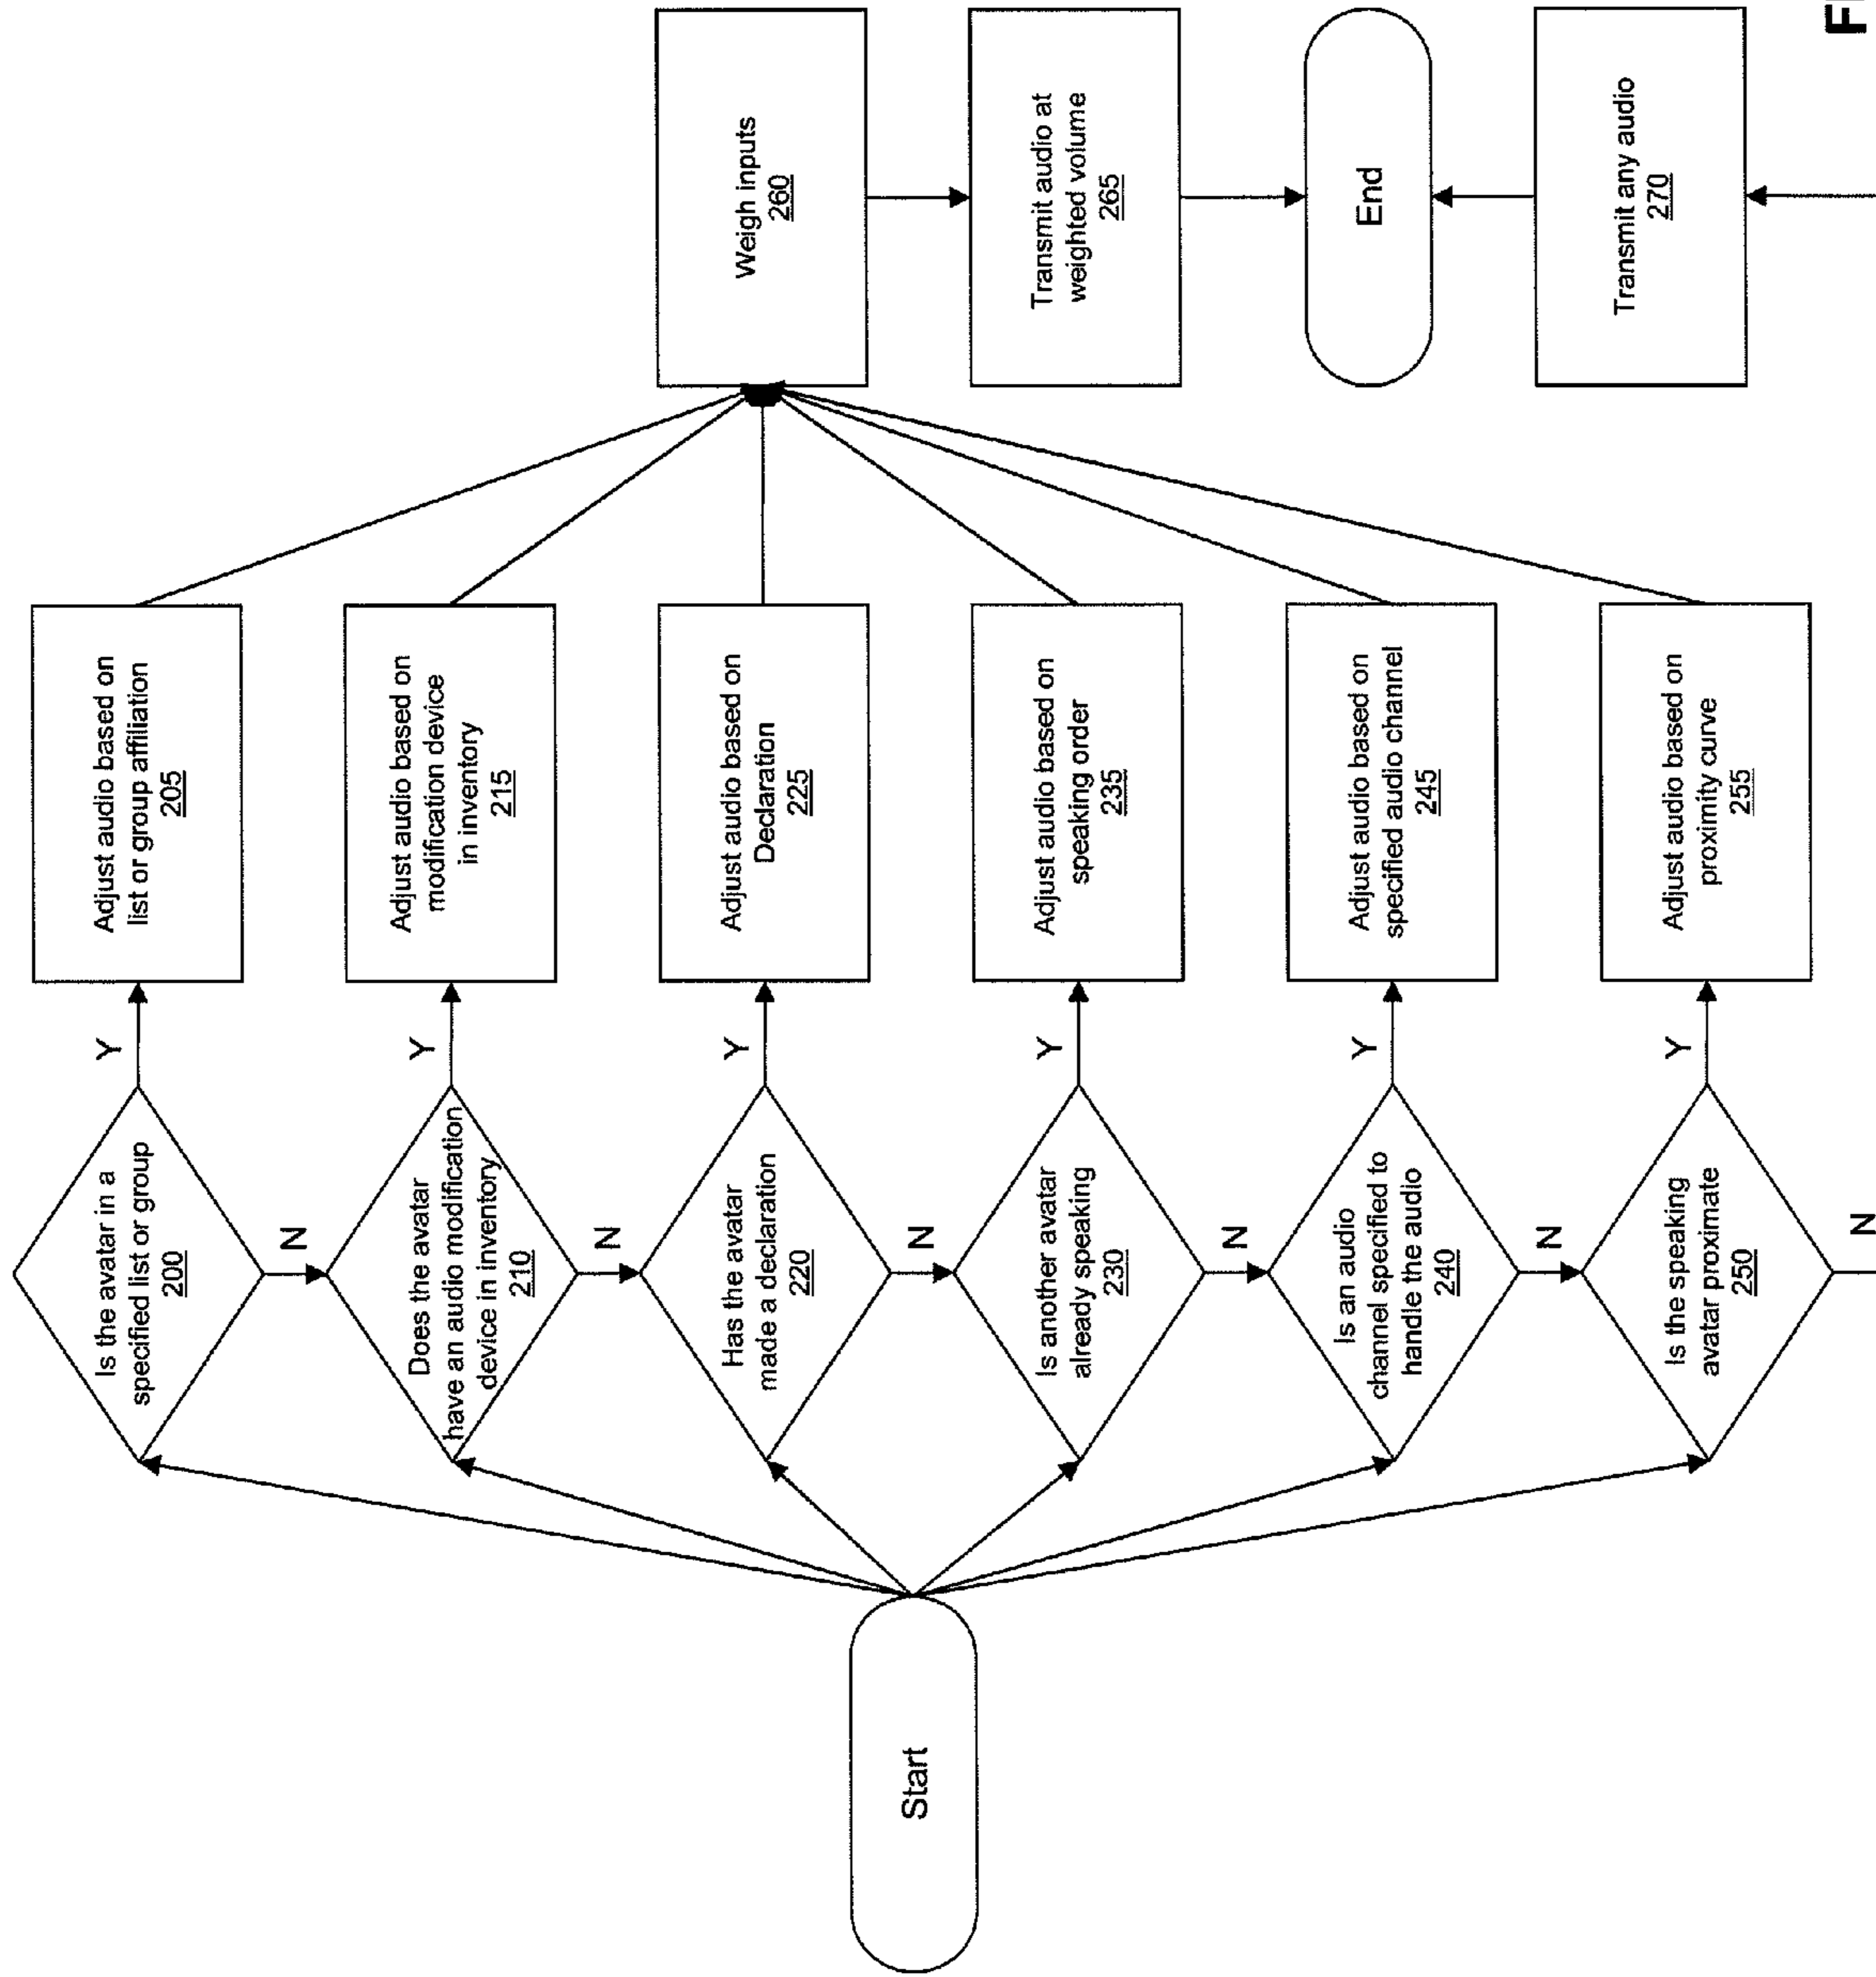 Start
Is the avatar in a
specified list or group
200
Y
Adjust audio based on
list or group affiliation
205
N
Does the avatar
have an audio modification
device in inventory
210
Y
Adjust audio based on
modification device
in inventory
215
N
Has the avatar
made a declaration
220
Y
Adjust audio based on
Declaration
225
N
Is another avatar
already speaking
230
Y
Adjust audio based on
speaking order
235
N
Is an audio
channel specified to
handle the audio
240
Y
Adjust audio based on
specified audio channel
245
N
Is the speaking
avatar proximate
250
Y
Adjust audio based on
proximity curve
255
N
Weigh inputs
260
Transmit audio at
weighted volume
265
End
Transmit any audio
270